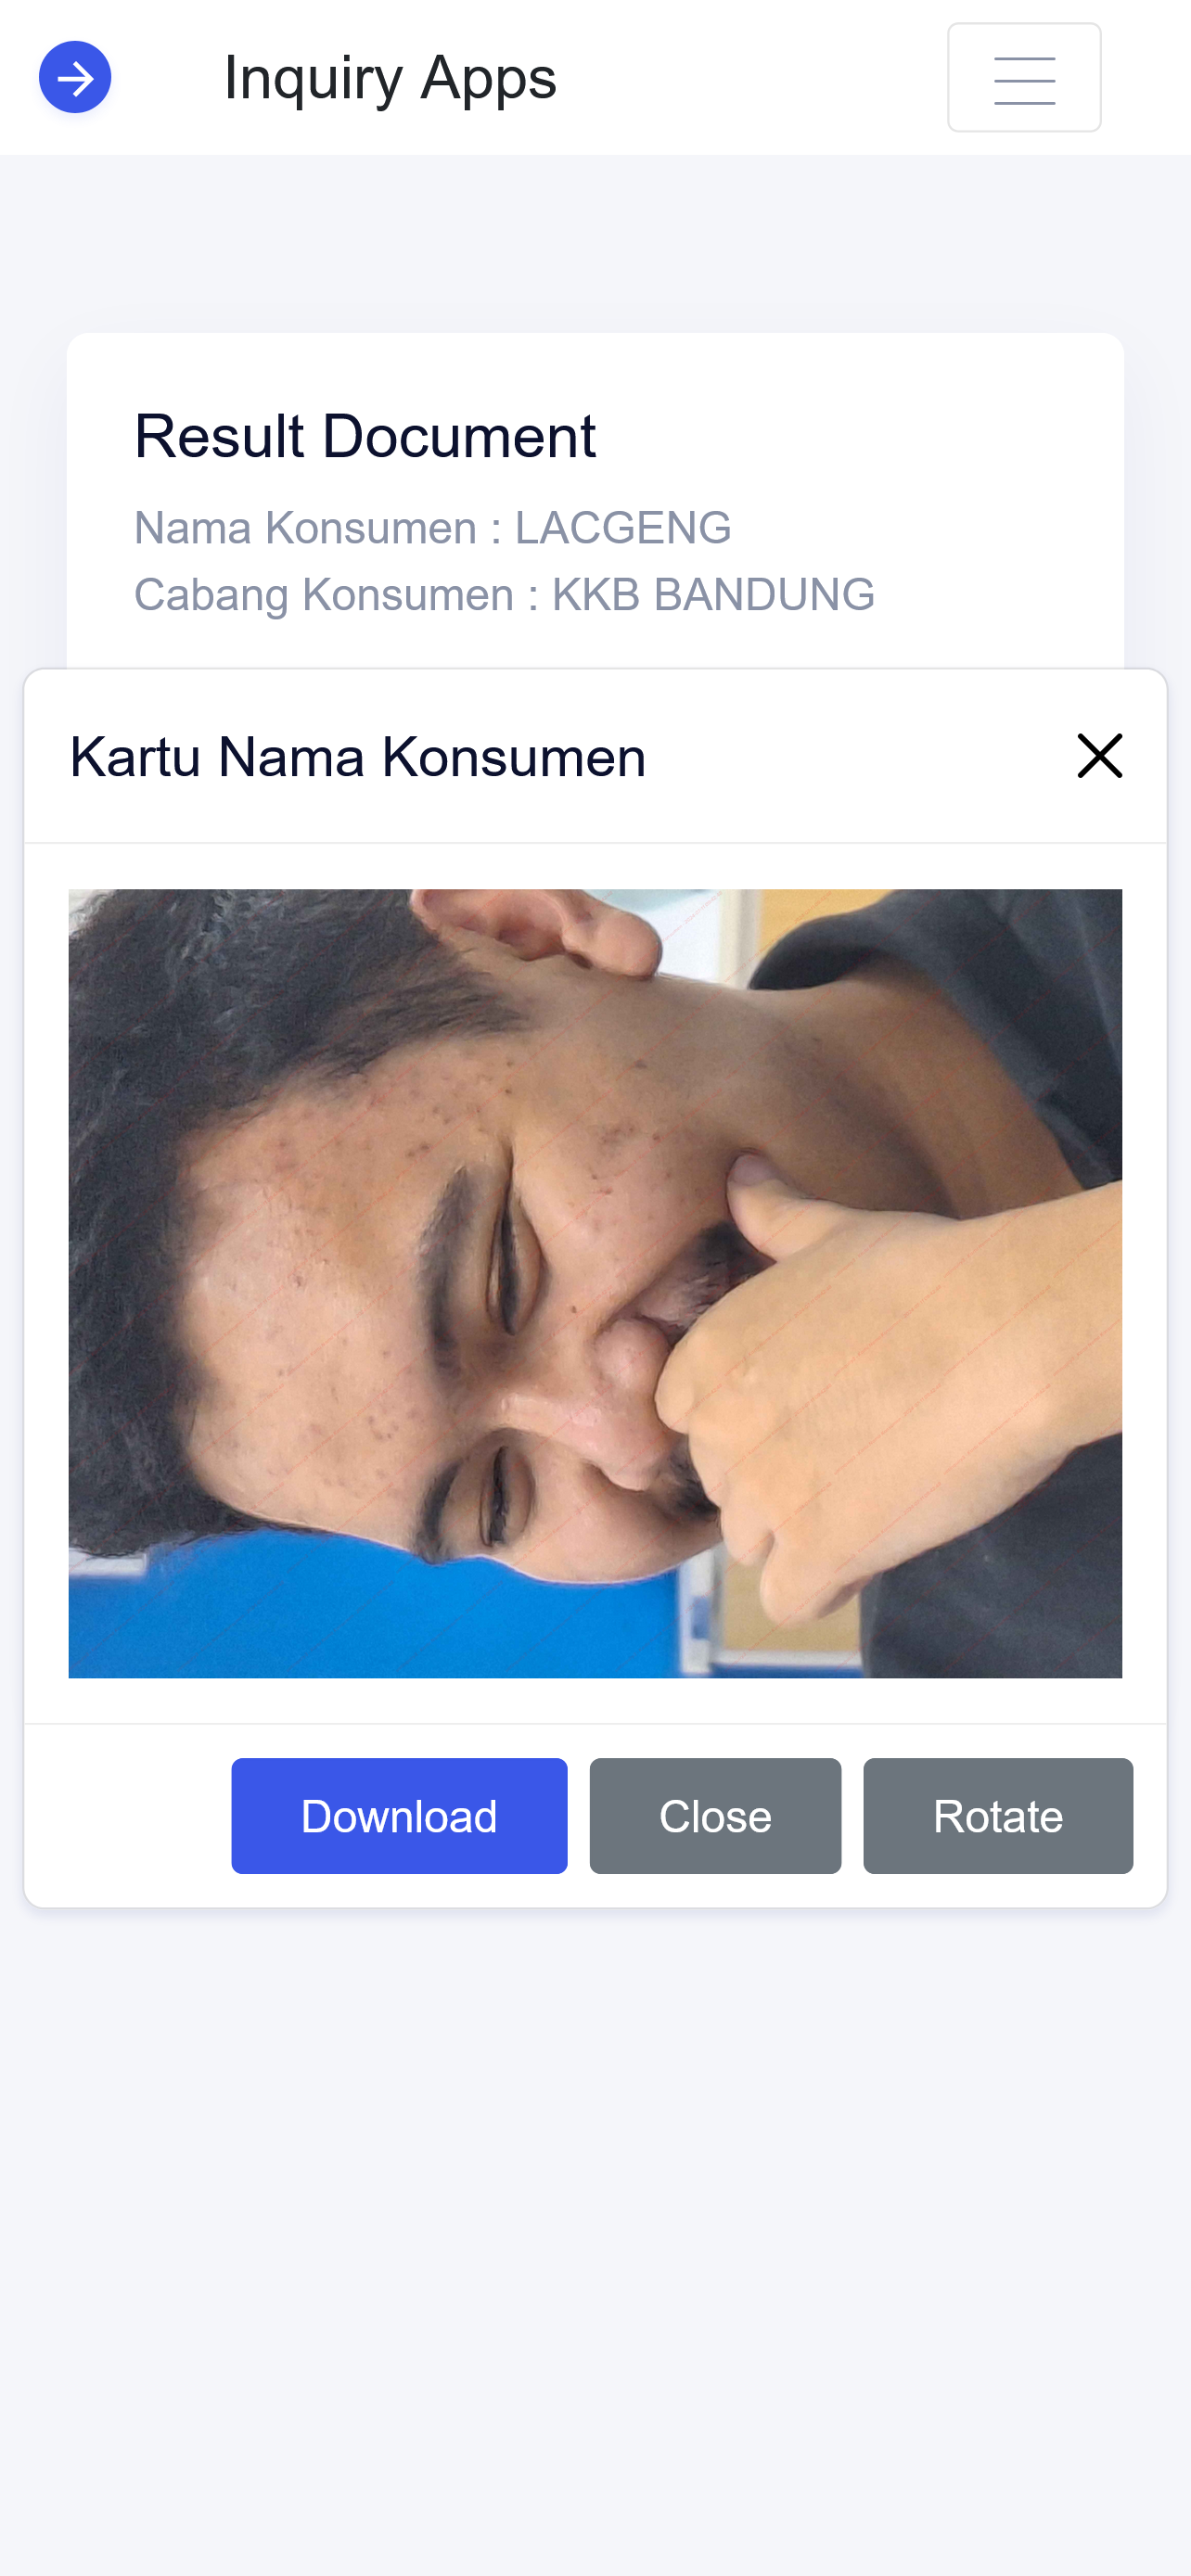 Inquiry Apps
Result Document
Nama Konsumen : LACGENG
Cabang Konsumen : KKB BANDUNG
Kartu Nama Konsumen
Download Close Rotate